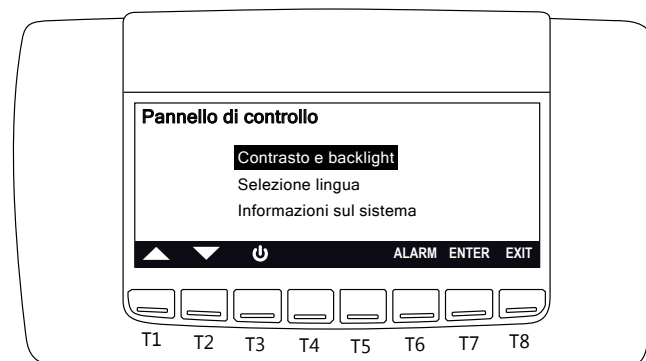 Pannello di controllo
Contrasto e backlight
Selezione lingua
Informazioni sul sistema
ALARM ENTER EXIT
T1 T2 T3 T4 T5 T6 T7 T8